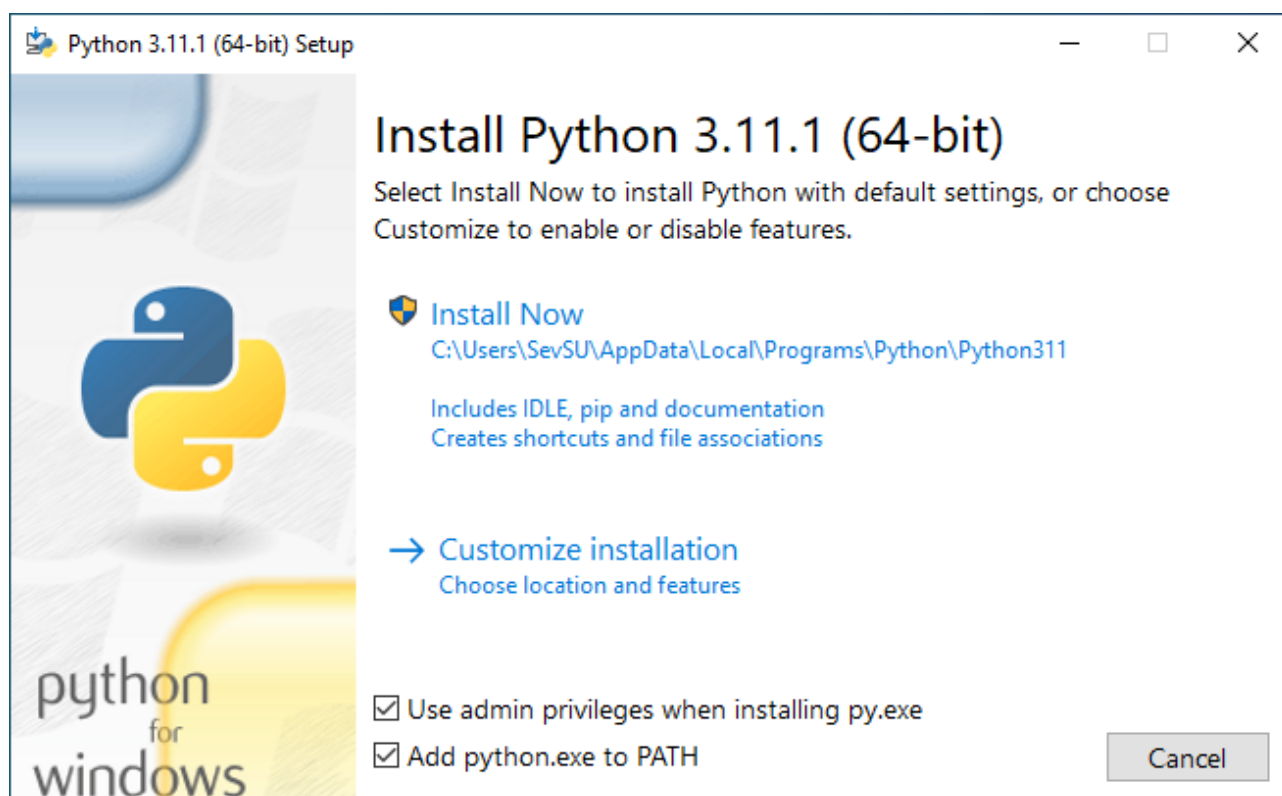 Python 3.11.1 (64-bit) Setup
Install Python 3.11.1 (64-bit)
Select Install Now to install Python with default settings, or choose
Customize to enable or disable features.
Install Now
C:\Users\SevSU\AppData\Local\Programs\Python\Python311
Includes IDLE, pip and documentation
Creates shortcuts and file associations
Customize installation
Choose location and features
Use admin privileges when installing py.exe
Add python.exe to PATH
Cancel
python
for
windows